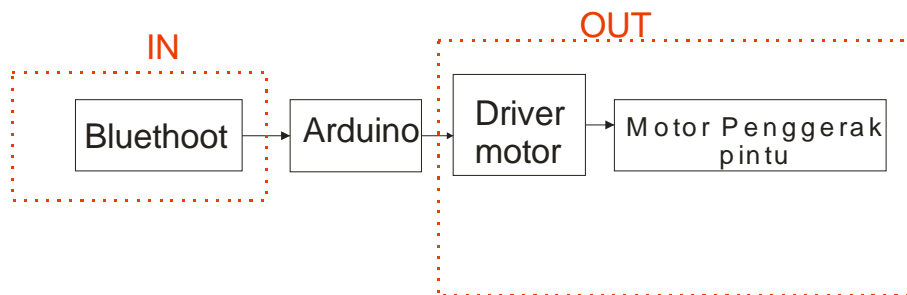 IN
OUT
Bluethoot
Arduino
Driver
motor
Motor Penggerak
pintu